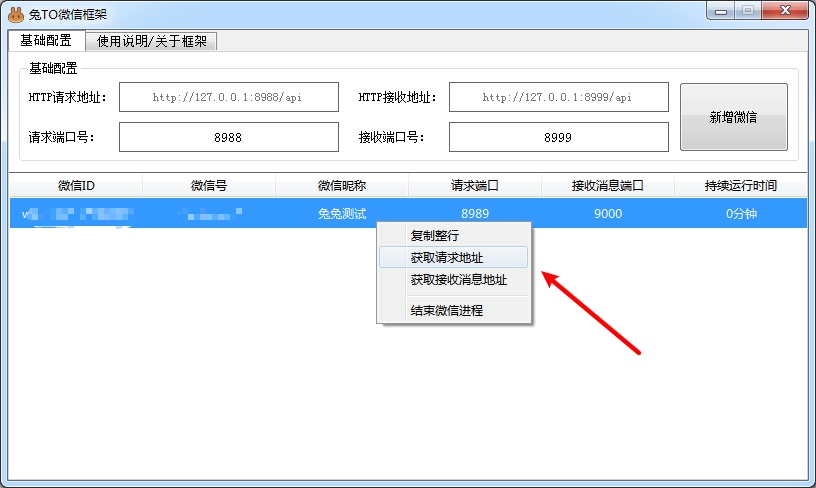 兔TO微信框架
基础配置 使用说明/关于框架
基础配置
HTTP请求地址： http://127.0.0.1:8988/api HTTP接收地址： http://127.0.0.1:8999/api 新增微信
请求端口号： 8988 接收端口号： 8999
微信ID 微信号 微信昵称 请求端口 接收消息端口 持续运行时间
兔兔测试 8989 9000 0分钟
复制整行
获取请求地址
获取接收消息地址
结束微信进程